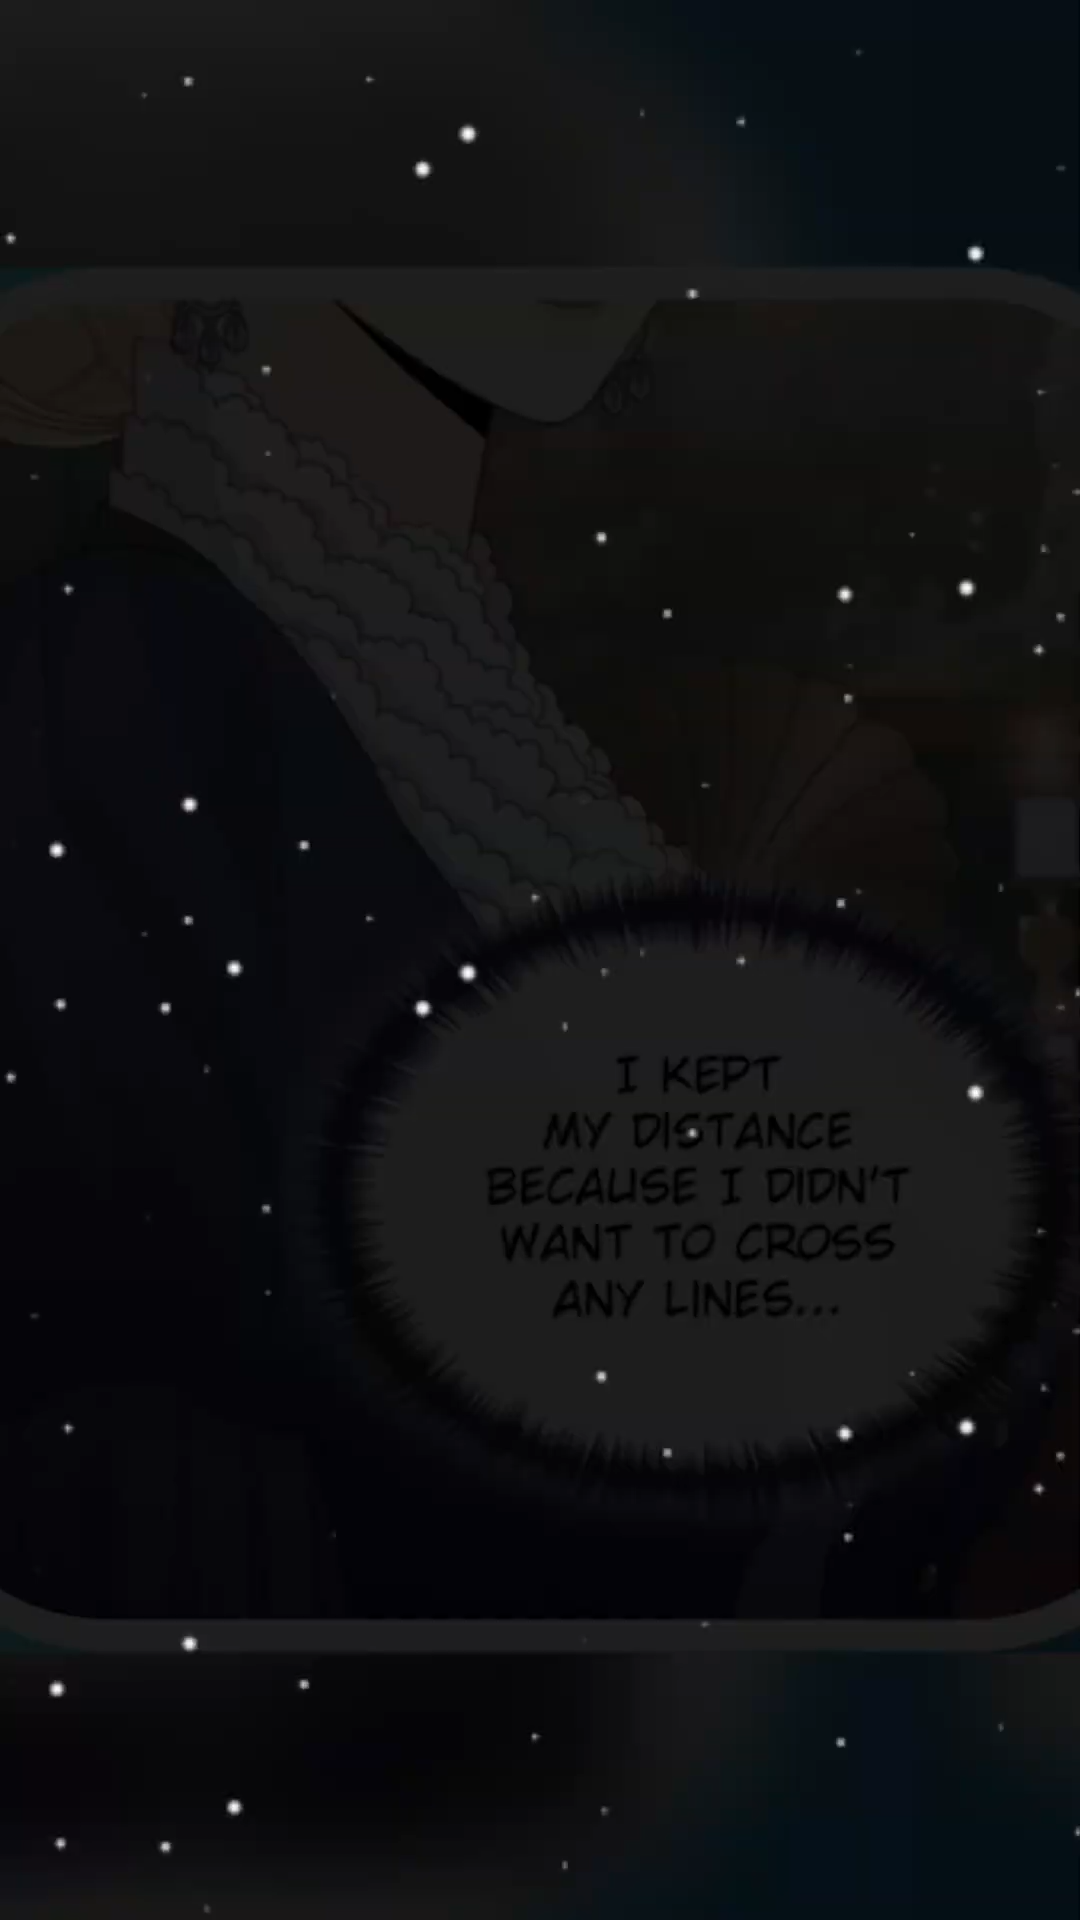 I KEPT
MY DISTANCE
BECAUSE I DIDN'T
WANT TO CROSS
ANY LINES...